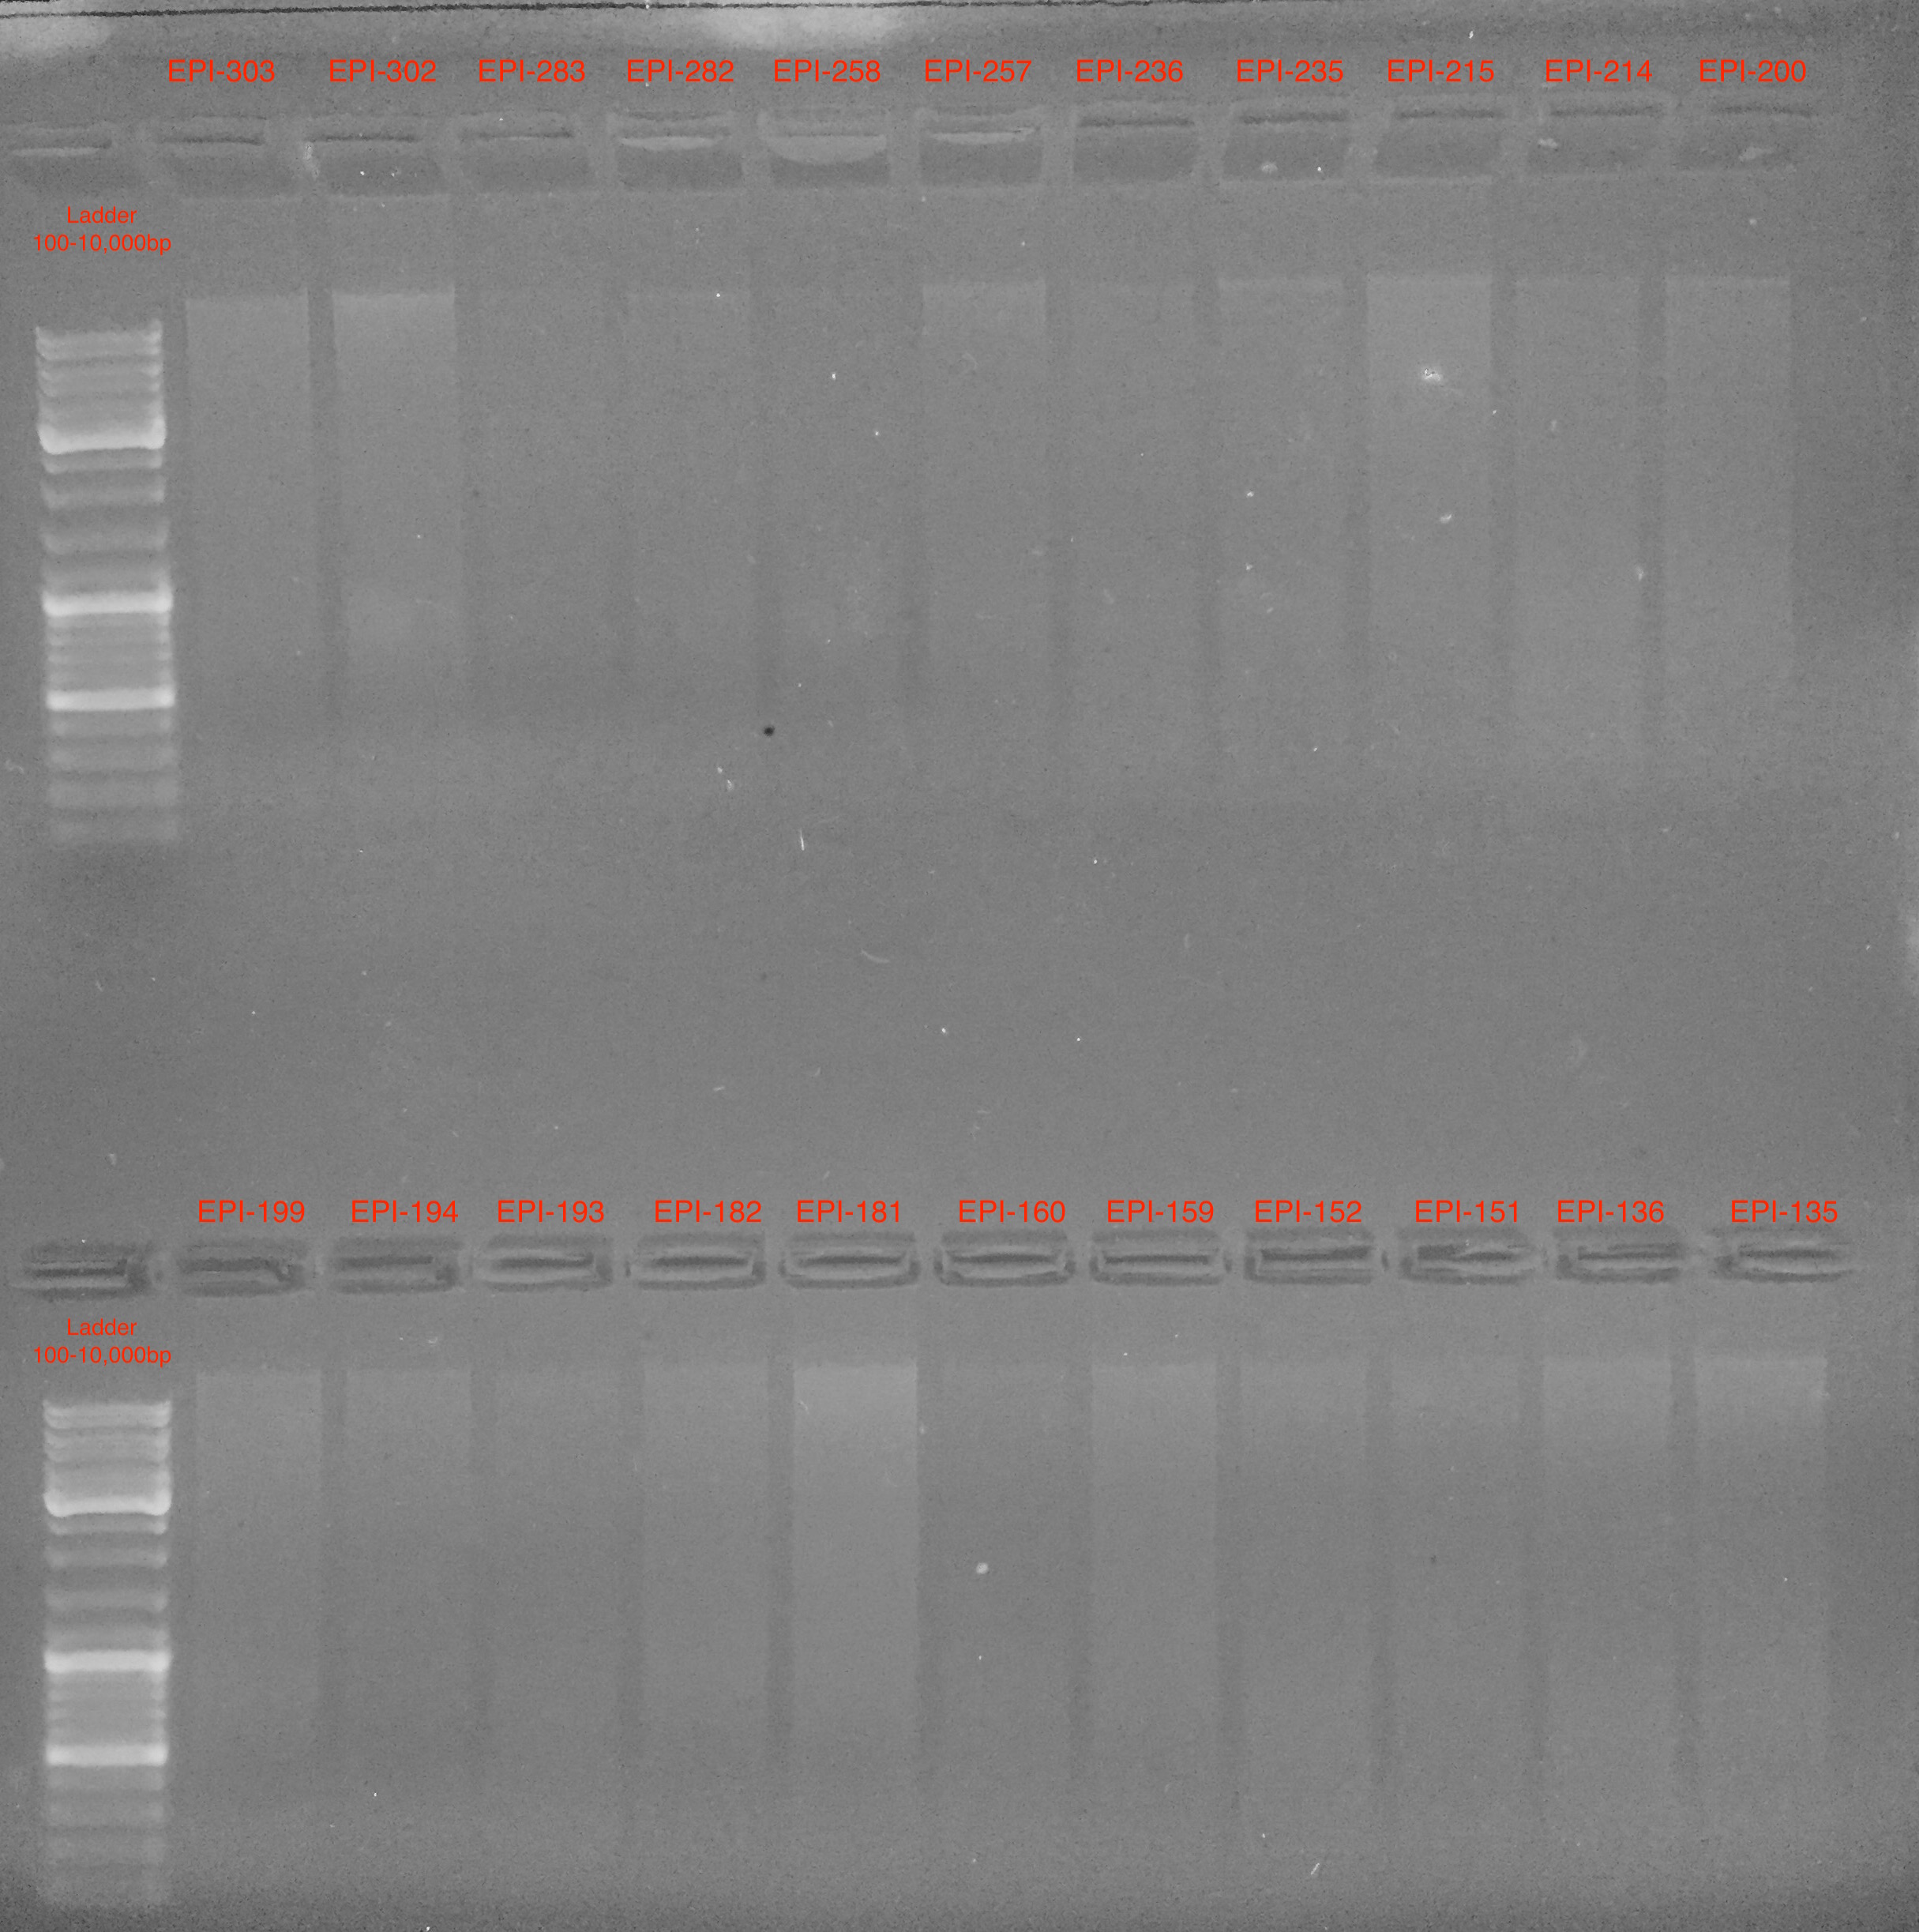 EPI-303 EPI-302 EPI-283 EPI-282 EPI-258 EPI-257 EPI-236 EPI-235 EPI-215 EPI-214 EPI-200
Ladder
100-10,000bp
EPI-199 EPI-194 EPI-193 EPI-182 EPI-181 EPI-160 EPI-159 EPI-152 EPI-151 EPI-136 EPI-135
Ladder
100-10,000bp